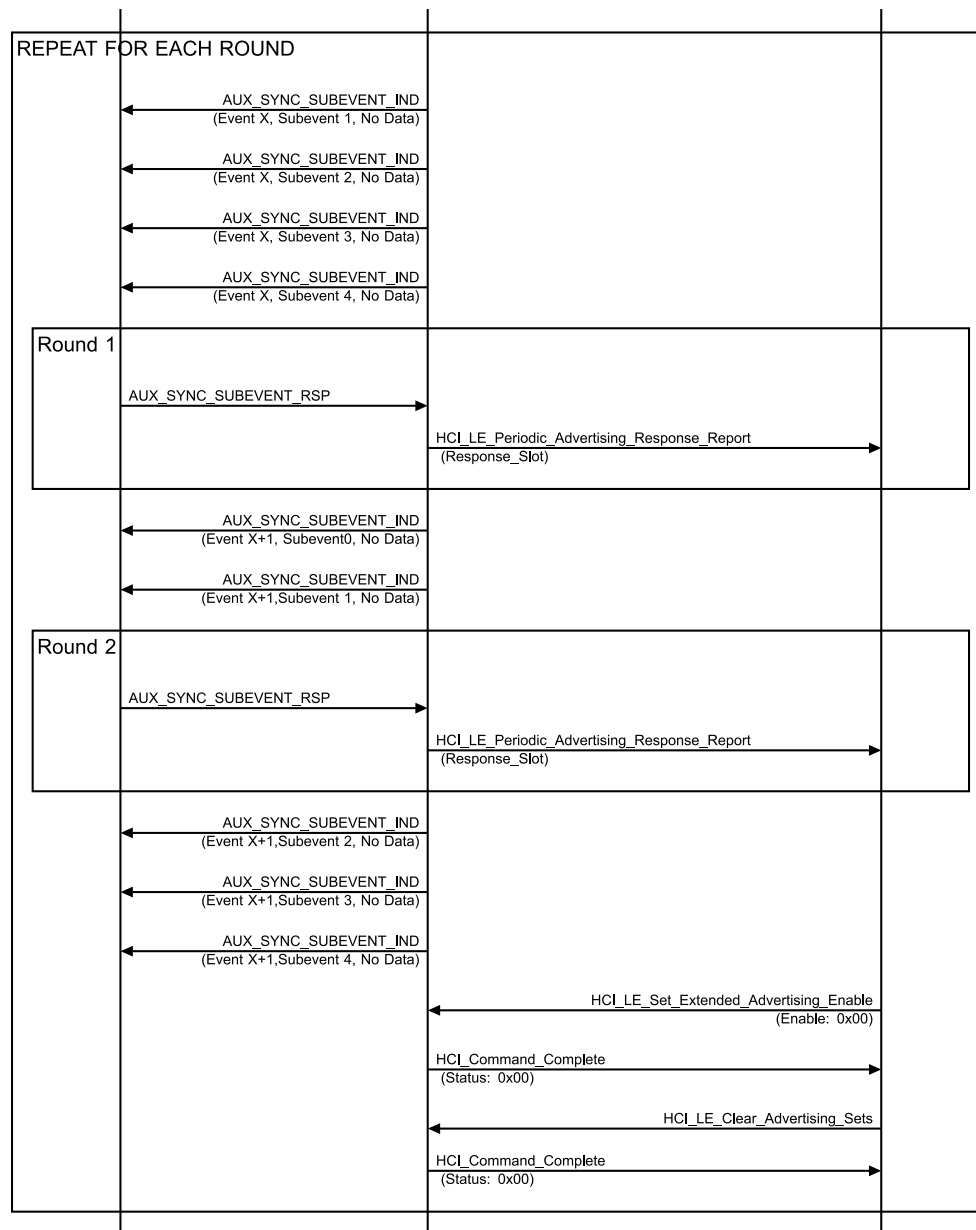 REPEAT FOR EACH ROUND
AUX_SYNC_SUBEVENT_IND
(Event X, Subevent 1, No Data)
AUX_SYNC_SUBEVENT_IND
(Event X, Subevent 2, No Data)
AUX_SYNC_SUBEVENT_IND
(Event X, Subevent 3, No Data)
AUX_SYNC_SUBEVENT_IND
(Event X, Subevent 4, No Data)
Round 1
AUX_SYNC_SUBEVENT_RSP
HCI_LE_Periodic_Advertising_Response_Report
(Response_Slot)
AUX_SYNC_SUBEVENT_IND
(Event X+1, Subevent0, No Data)
AUX_SYNC_SUBEVENT_IND
(Event X+1,Subevent 1, No Data)
Round 2
AUX_SYNC_SUBEVENT_RSP
HCI_LE_Periodic_Advertising_Response_Report
(Response_Slot)
AUX_SYNC_SUBEVENT_IND
(Event X+1,Subevent 2, No Data)
AUX_SYNC_SUBEVENT_IND
(Event X+1,Subevent 3, No Data)
AUX_SYNC_SUBEVENT_IND
(Event X+1,Subevent 4, No Data)
HCI_LE_Set_Extended_Advertising_Enable
(Enable: 0x00)
HCI_Command_Complete
(Status: 0x00)
HCI_LE_Clear_Advertising_Sets
HCI_Command_Complete
(Status: 0x00)